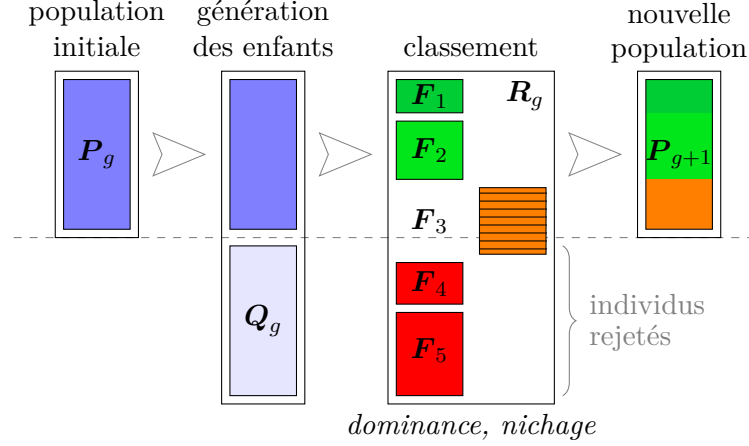 population
initiale
génération
des enfants
classement
nouvelle
population
P_g
Q_g
F_1
F_2
F_3
F_4
F_5
R_g
P_{g+1}
individus
rejetés
dominance, nichage